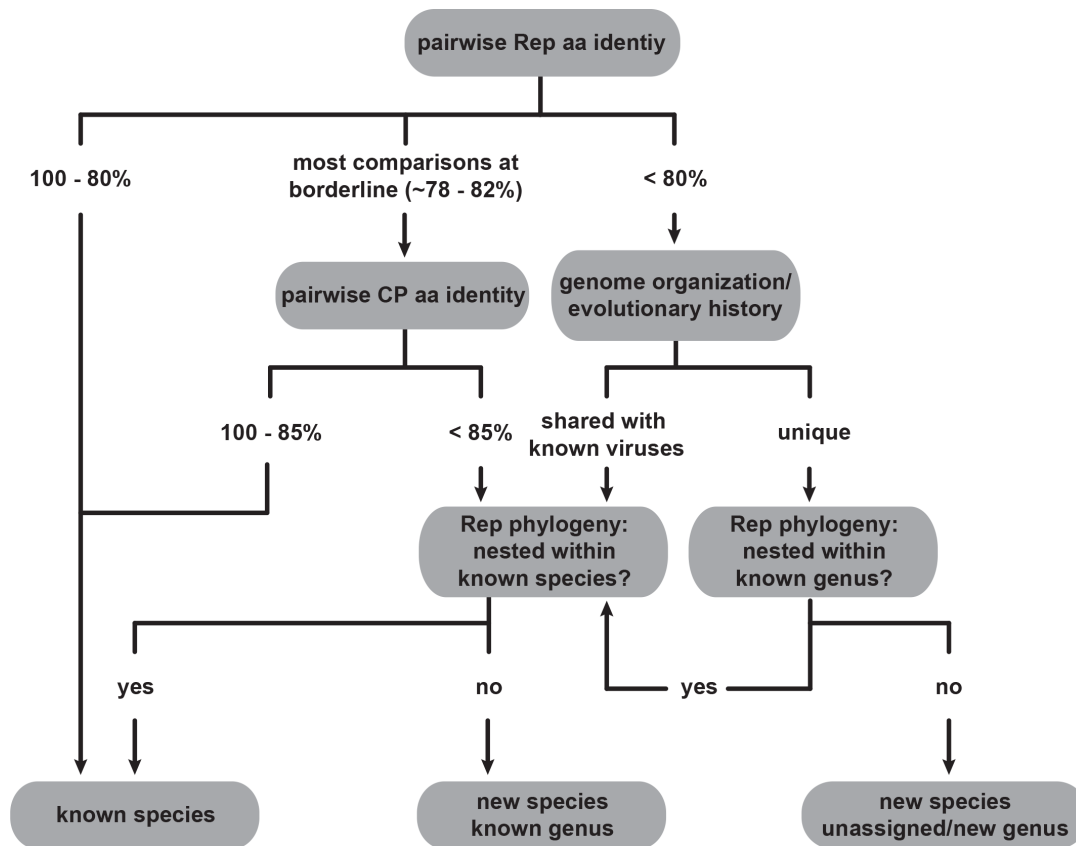 pairwise Rep aa identiy
100 - 80%
most comparisons at
borderline (~78 - 82%)
< 80%
pairwise CP aa identity
genome organization/
evolutionary history
100 - 85%
< 85%
shared with
known viruses
unique
Rep phylogeny:
nested within
known species?
Rep phylogeny:
nested within
known genus?
yes
no
yes
no
known species
new species
known genus
new species
unassigned/new genus